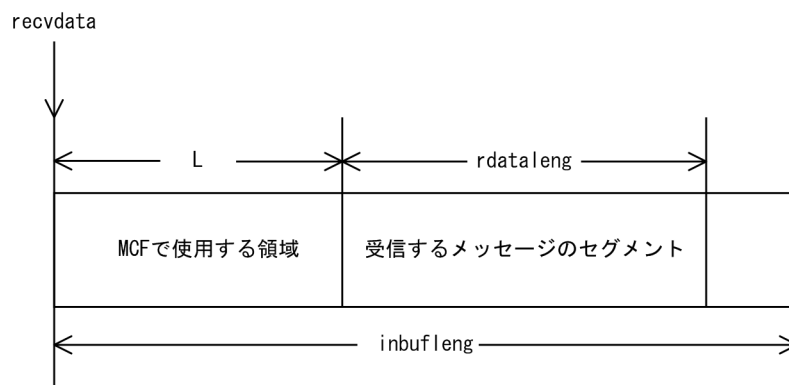 recvdata
L
rdataleng
MCFで使用する領域
受信するメッセージのセグメント
inbufleng